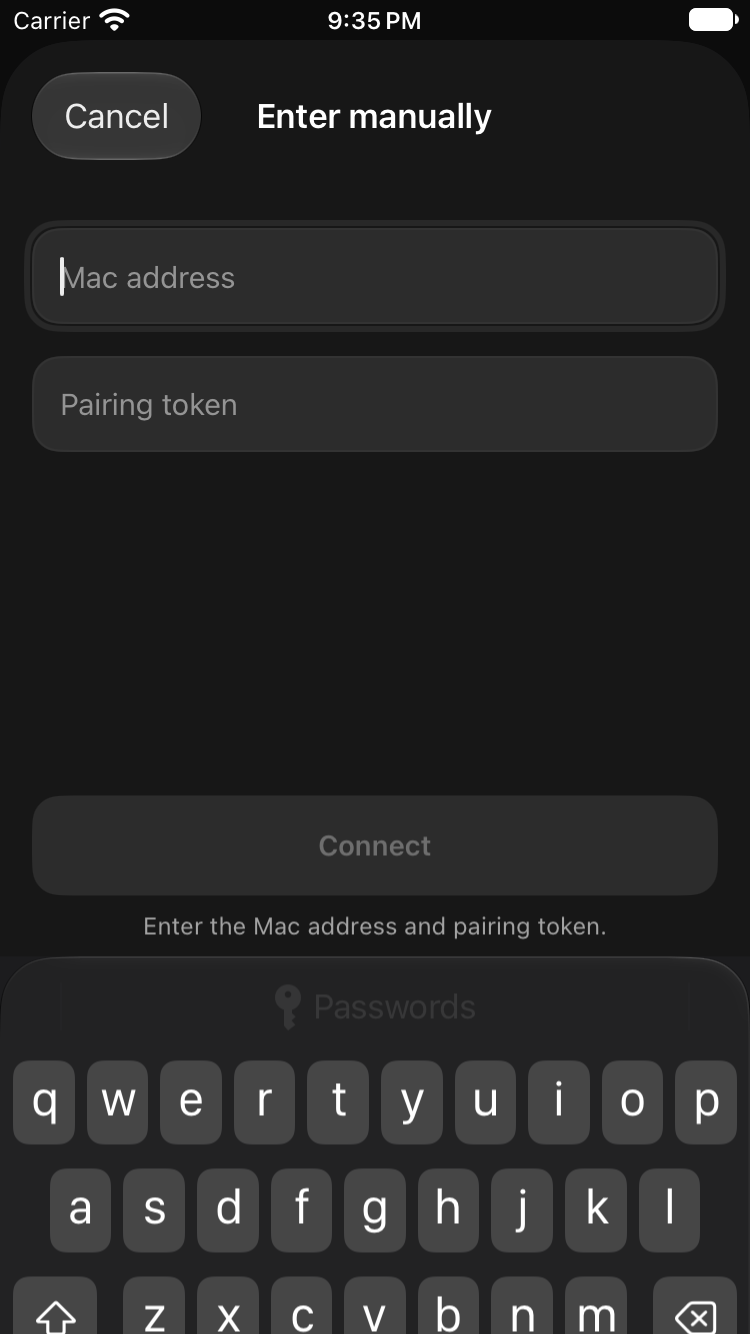 Carrier 9:35 PM
Cancel Enter manually
Mac address
Pairing token
Connect
Enter the Mac address and pairing token.
Passwords
q w e r t y u i o p
a s d f g h j k l
z x c v b n m